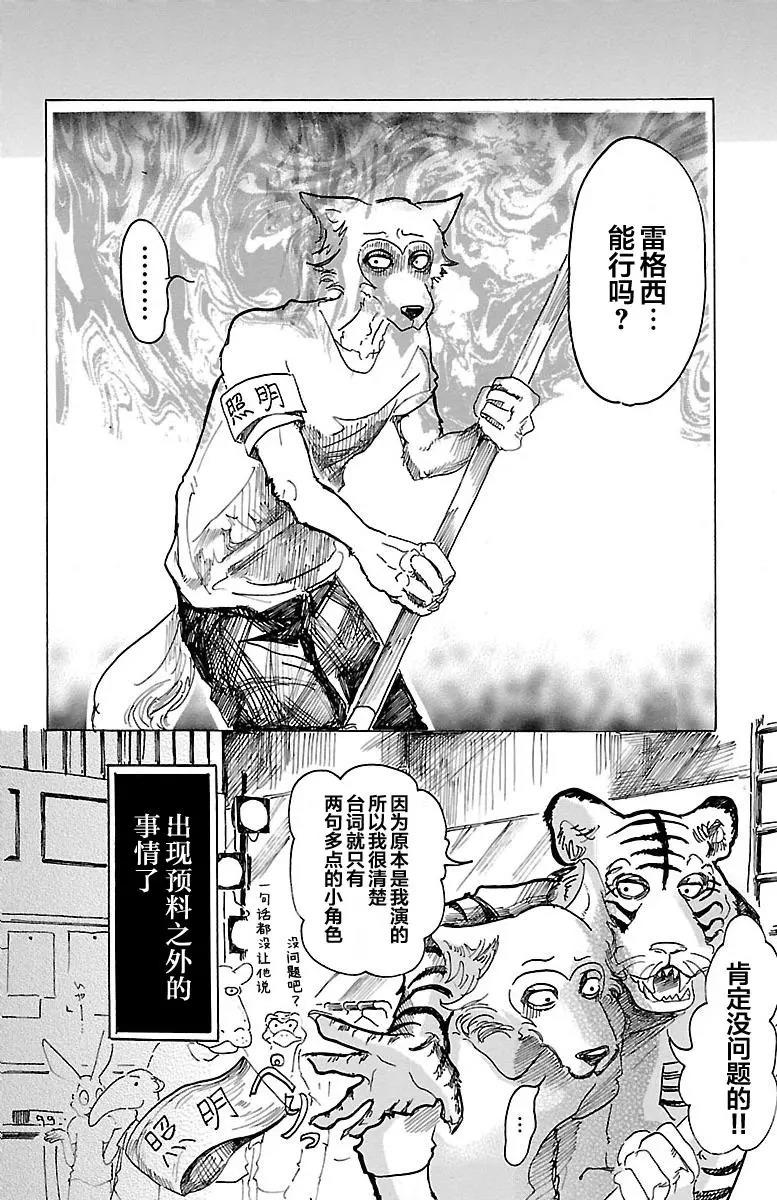 雷格西…
能行吗？
………
照明
肯定没问题的!!
因为原本是我演的
所以我很清楚
台词就只有
两句多点的小角色
…
没问题吧？
一句话都没让他说
出现预料之外的
事情了
照明